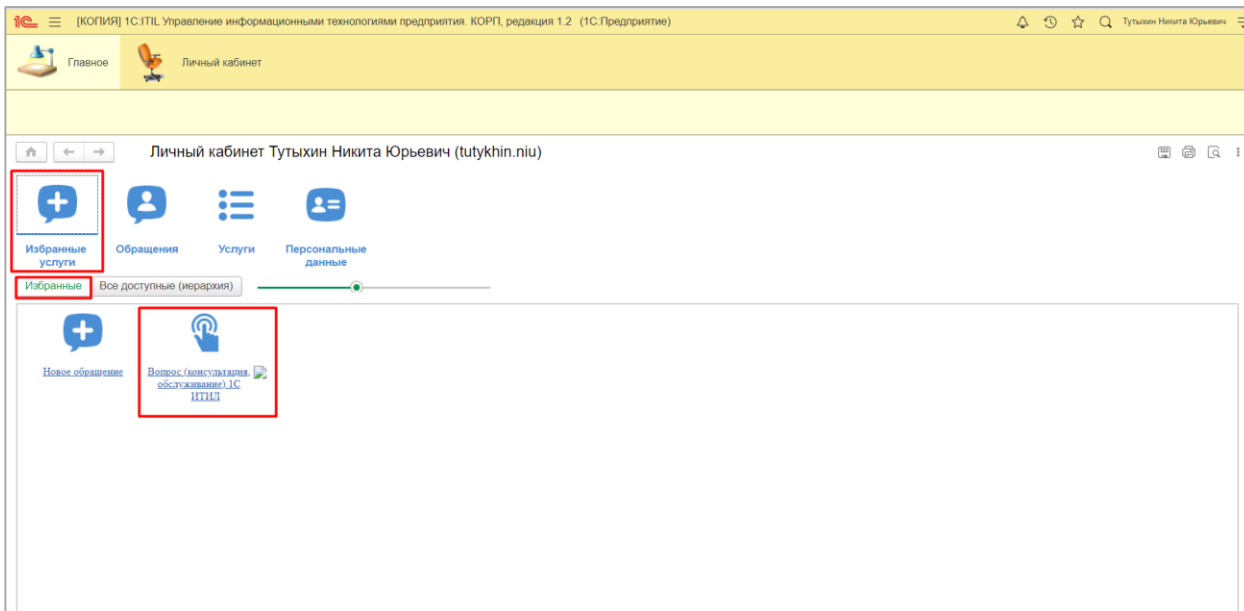 1С [КОПИЯ] 1С:ITIL Управление информационными технологиями предприятия. КОРП, редакция 1.2 (1С:Предприятие) Тутыхин Никита Юрьевич
Главное Личный кабинет
Личный кабинет Тутыхин Никита Юрьевич (tutykhin.niu)
Избранные услуги
Обращения
Услуги
Персональные данные
Избранные Все доступные (иерархия)
Новое обращение
Вопрос (консультация,
обслуживание) 1С
ИТИЛ